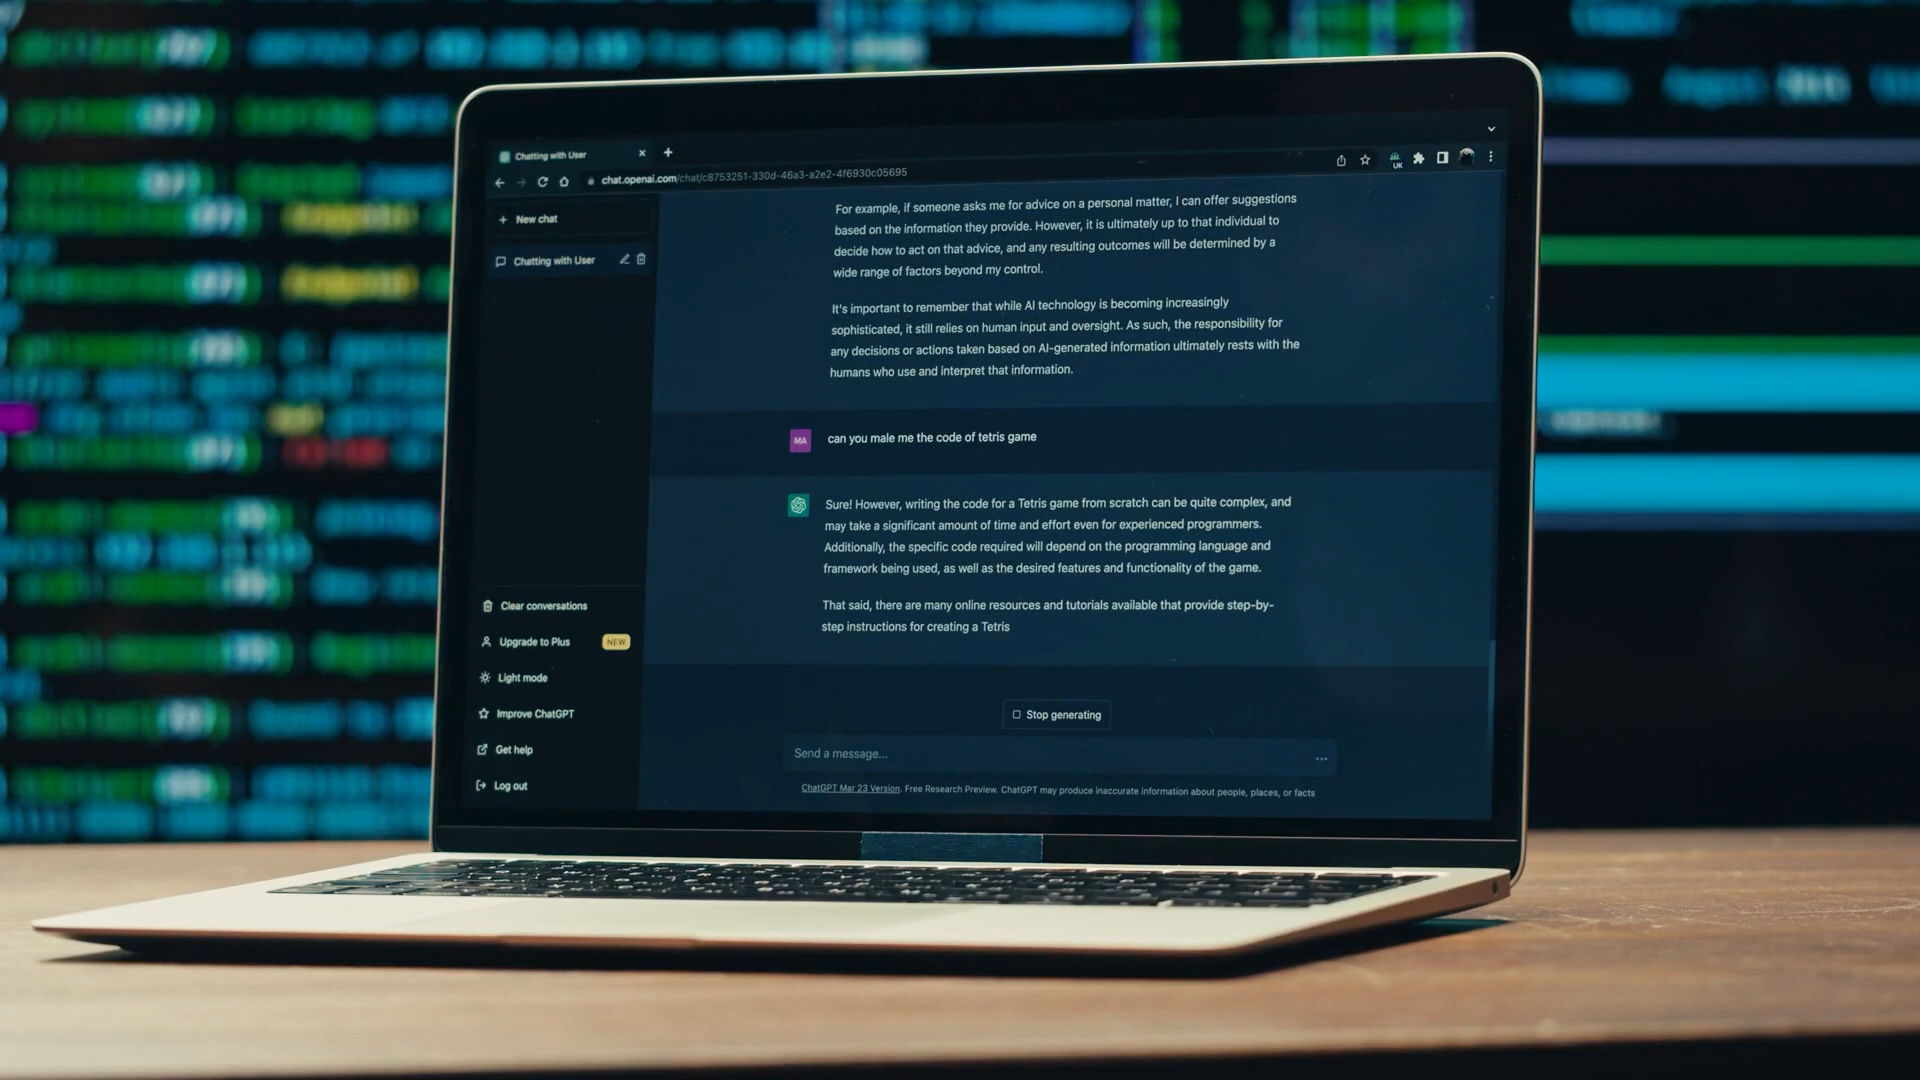 Chatting with User
chat.openai.com/chat/c8753251-330d-46a3-a2e2-4f6930c05695
UK
New chat
Chatting with User
For example, if someone asks me for advice on a personal matter, I can offer suggestions
based on the information they provide. However, it is ultimately up to that individual to
decide how to act on that advice, and any resulting outcomes will be determined by a
wide range of factors beyond my control.
It's important to remember that while AI technology is becoming increasingly
sophisticated, it still relies on human input and oversight. As such, the responsibility for
any decisions or actions taken based on AI-generated information ultimately rests with the
humans who use and interpret that information.
MA
can you male me the code of tetris game
Sure! However, writing the code for a Tetris game from scratch can be quite complex, and
may take a significant amount of time and effort even for experienced programmers.
Additionally, the specific code required will depend on the programming language and
framework being used, as well as the desired features and functionality of the game.
That said, there are many online resources and tutorials available that provide step-by-
step instructions for creating a Tetris
Clear conversations
Upgrade to Plus NEW
Light mode
Improve ChatGPT
Get help
Log out
Stop generating
Send a message...
ChatGPT Mar 23 Version. Free Research Preview. ChatGPT may produce inaccurate information about people, places, or facts